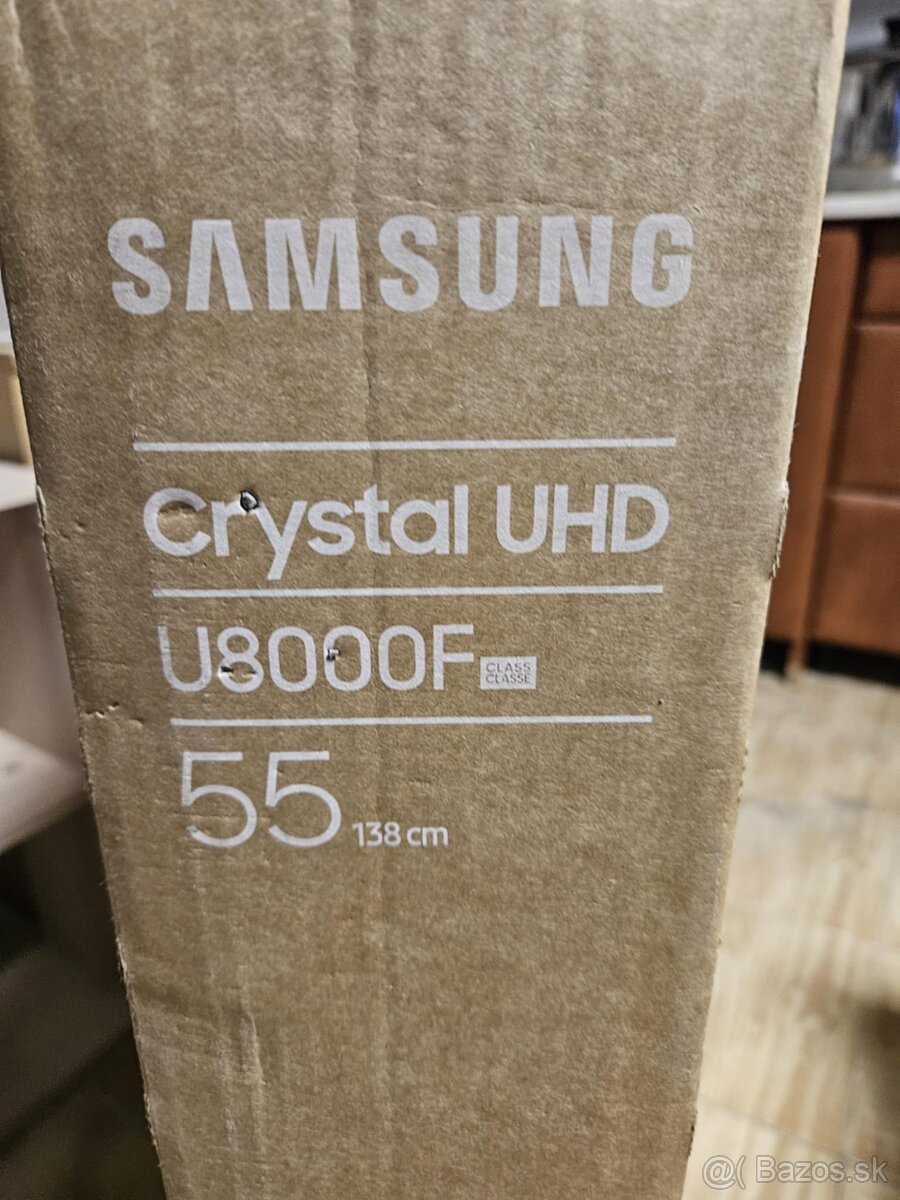 SAMSUNG
Crystal UHD
U8000F CLASS
CLASSE
55 138 cm
@( Bazos.sk